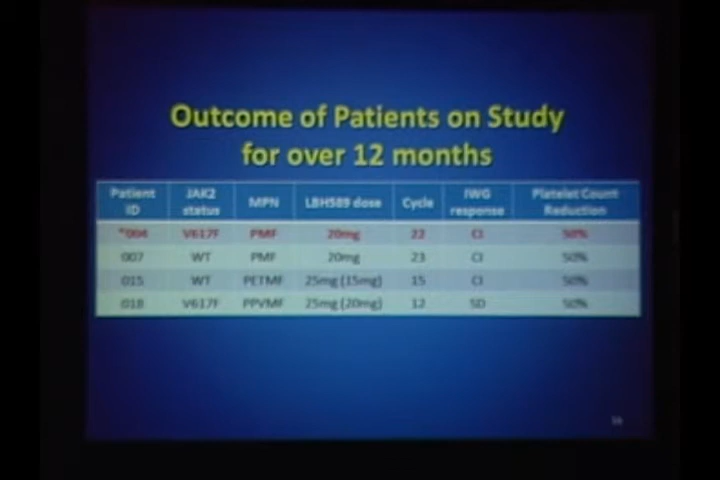 Outcome of Patients on Study
for over 12 months
Patient ID JAK2 status MPN LBH589 dose Cycle IWG response Platelet Count Reduction
*004 V617F PMF 20mg 22 CI 50%
007 WT PMF 20mg 23 CI 50%
015 WT PETMF 25mg (15mg) 15 CI 50%
018 V617F PPVMF 25mg (20mg) 12 SD 50%